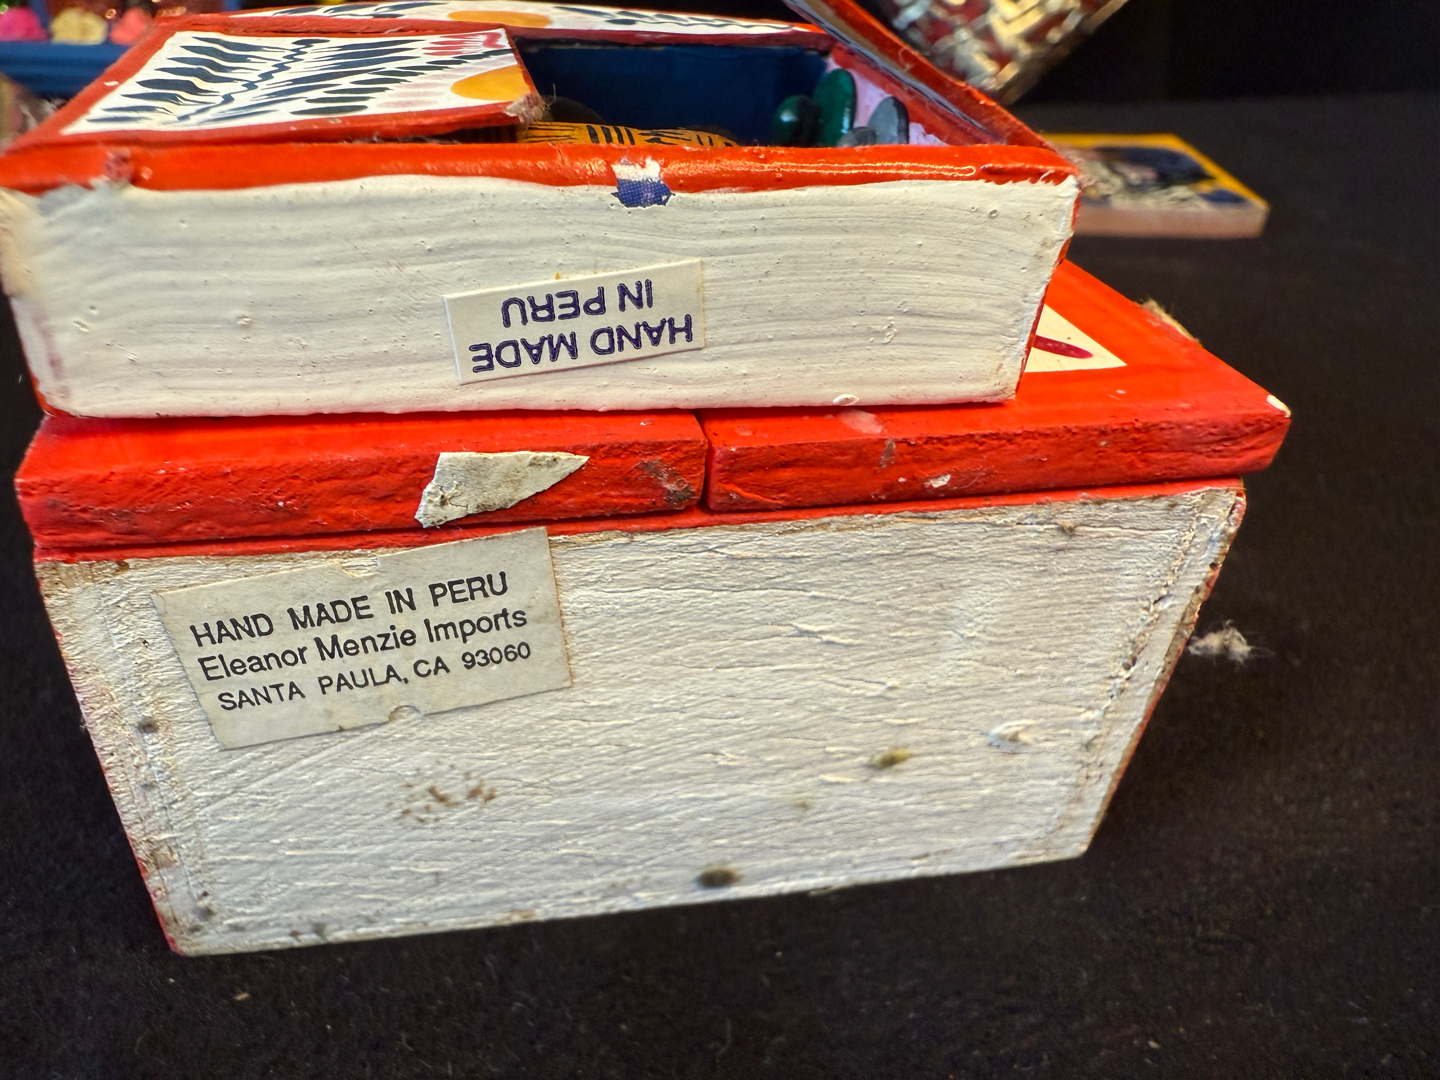 HAND MADE
IN PERU
HAND MADE IN PERU
Eleanor Menzie Imports
SANTA PAULA, CA 93060